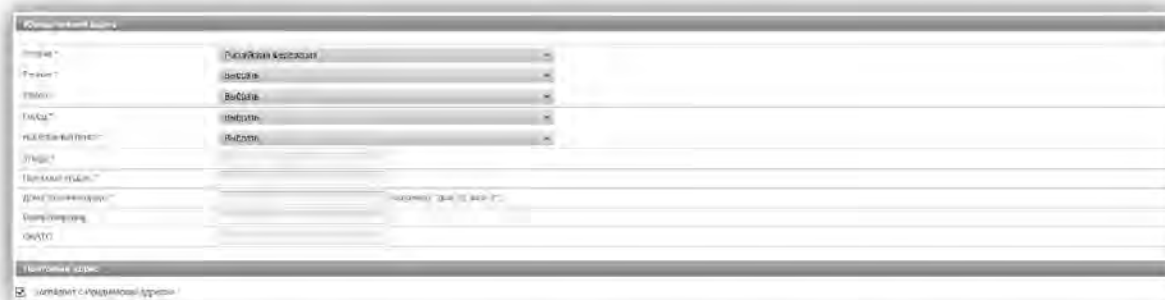 Юридический адрес
Страна *
Российская Федерация
Регион *
Выбрать
Район
Выбрать
Город *
Выбрать
Населенный пункт *
Выбрать
Улица *
Почтовый индекс *
ОКАТО
Почтовый адрес
совпадает с юридическим адресом